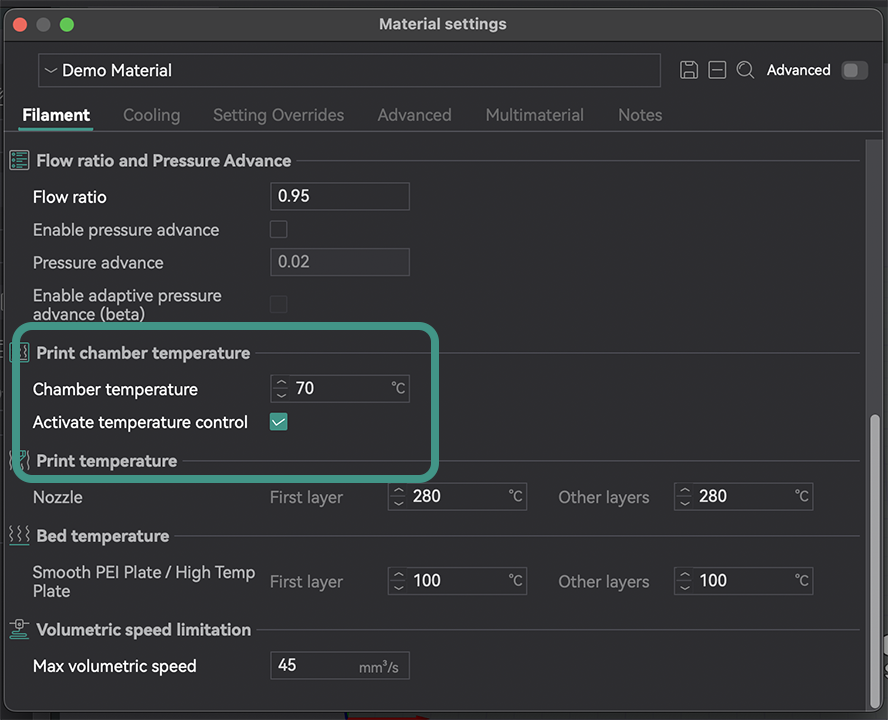 Material settings
Demo Material
Advanced
Filament Cooling Setting Overrides Advanced Multimaterial Notes
Flow ratio and Pressure Advance
Flow ratio 0.95
Enable pressure advance
Pressure advance 0.02
Enable adaptive pressure
advance (beta)
Print chamber temperature
Chamber temperature 70 °C
Activate temperature control
Print temperature
Nozzle First layer 280 °C Other layers 280 °C
Bed temperature
Smooth PEI Plate / High Temp
Plate First layer 100 °C Other layers 100 °C
Volumetric speed limitation
Max volumetric speed 45 mm³/s